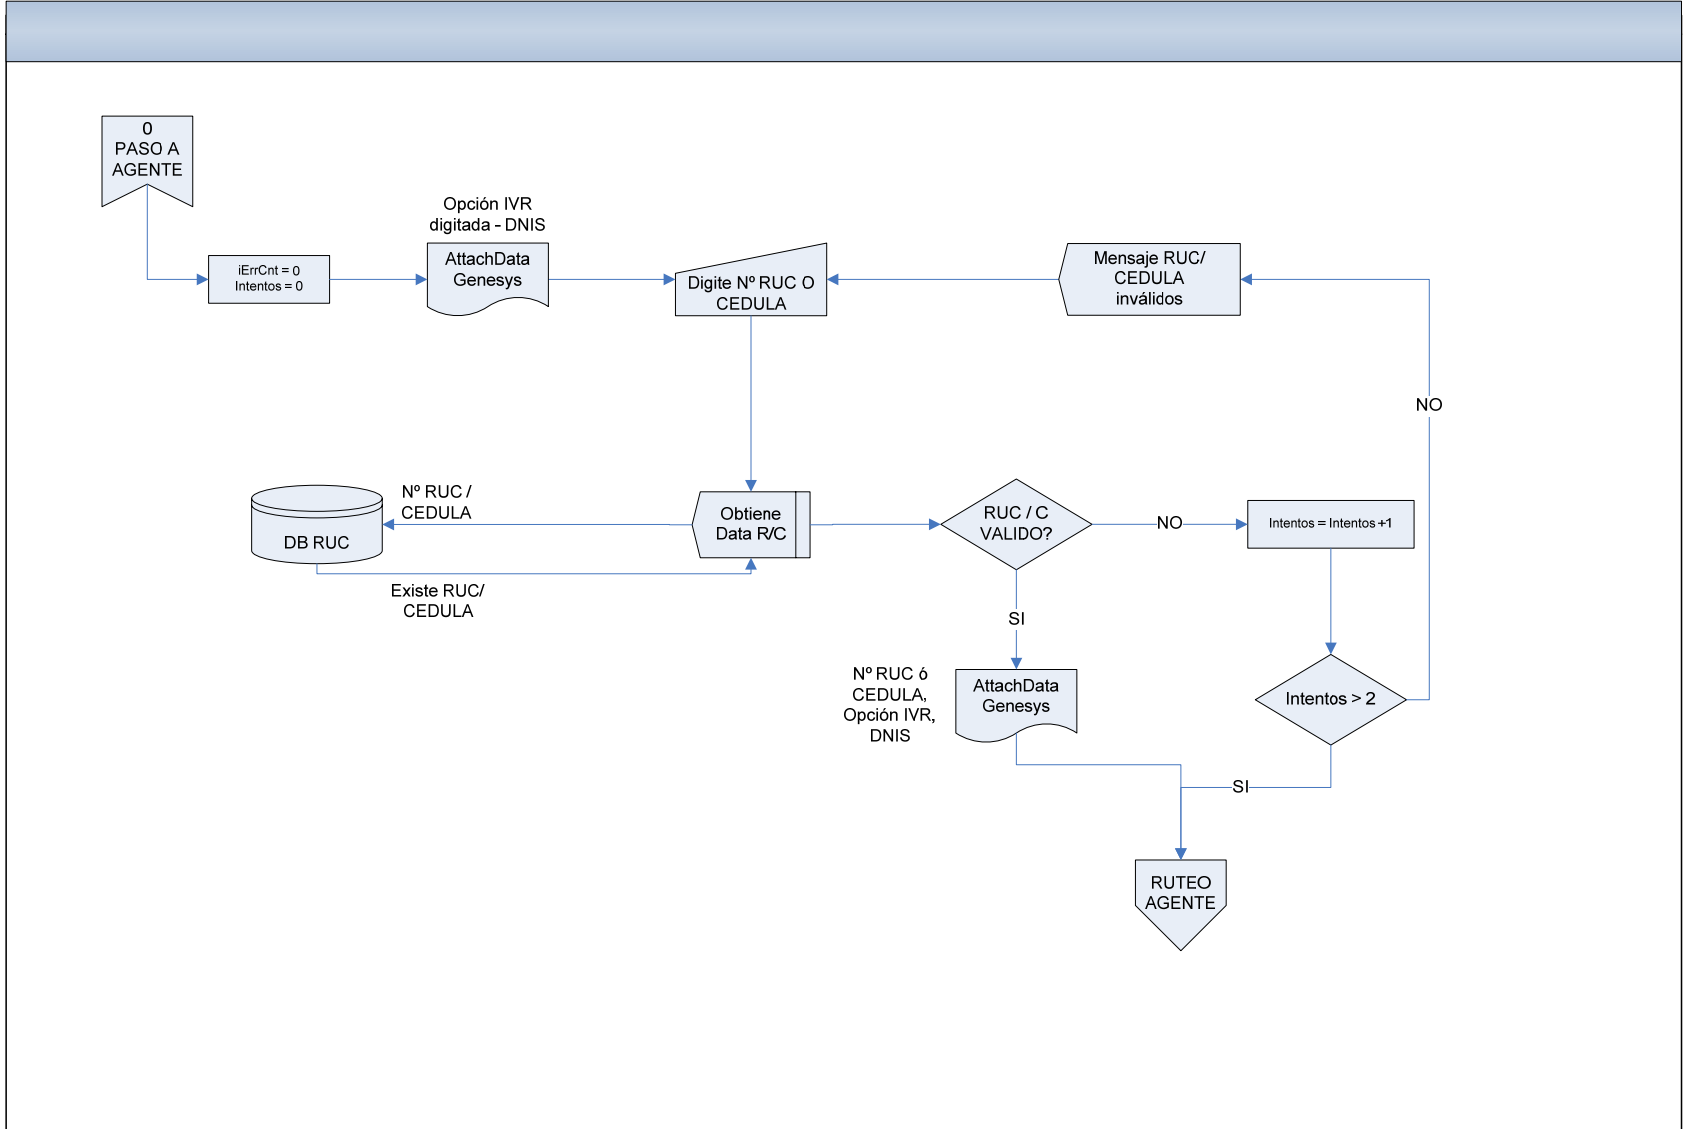 0
PASO A
AGENTE
Opción IVR
digitada - DNIS
iErrCnt = 0
Intentos = 0
AttachData
Genesys
Digite Nº RUC O
CEDULA
Mensaje RUC/
CEDULA
inválidos
NO
DB RUC
Nº RUC /
CEDULA
Existe RUC/
CEDULA
Obtiene
Data R/C
RUC / C
VALIDO?
NO
Intentos = Intentos +1
SI
Nº RUC ó
CEDULA,
Opción IVR,
DNIS
AttachData
Genesys
Intentos > 2
SI
RUTEO
AGENTE